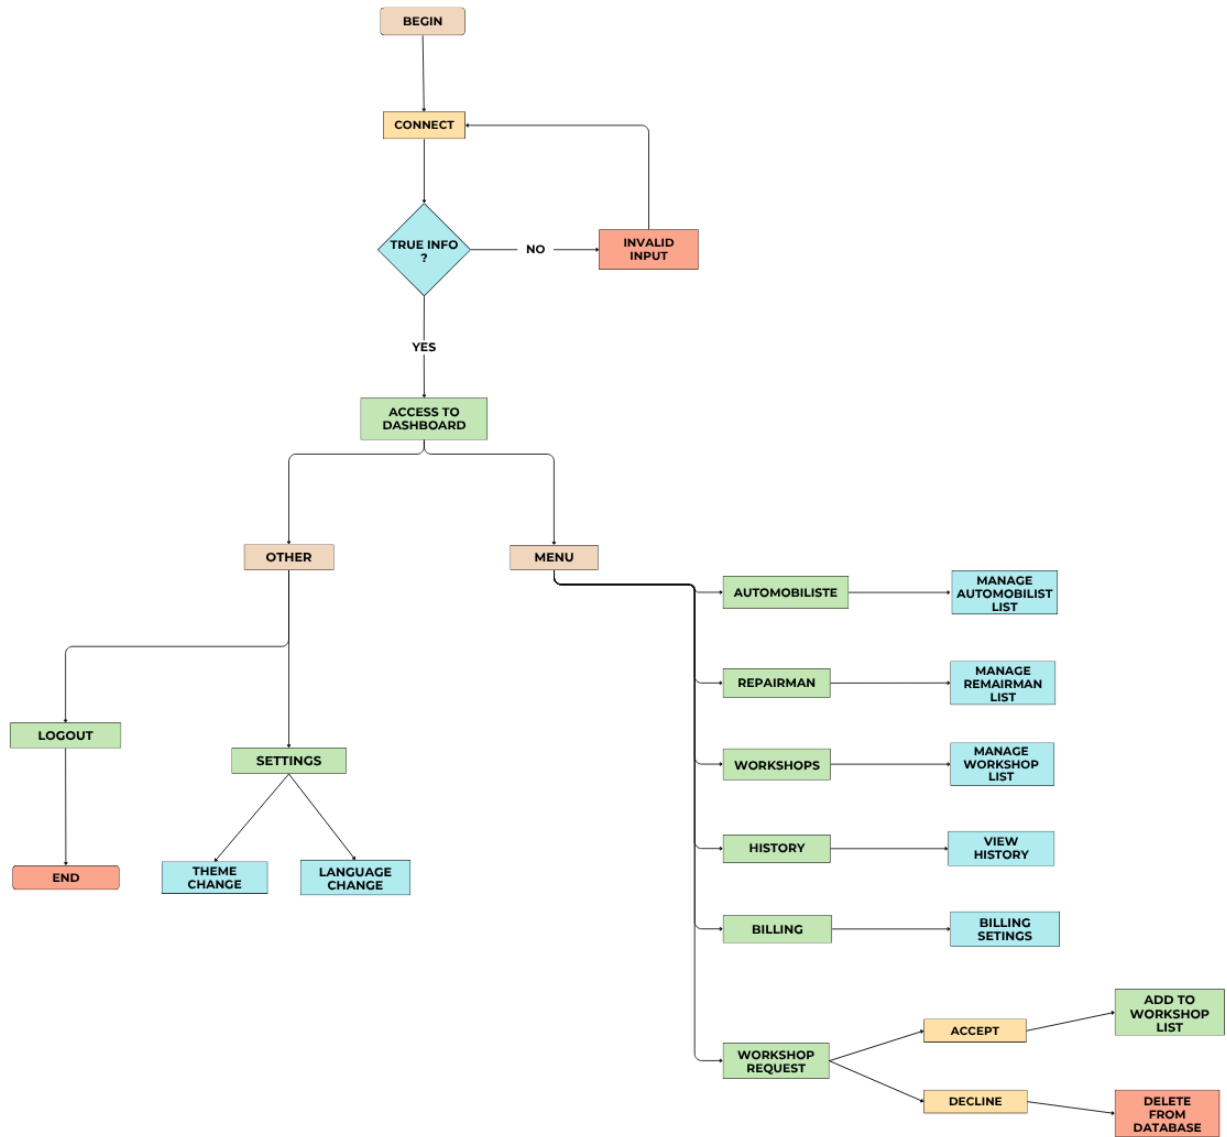 BEGIN
CONNECT
TRUE INFO
?
NO
INVALID
INPUT
YES
ACCESS TO
DASHBOARD
OTHER
MENU
AUTOMOBILISTE
MANAGE
AUTOMOBILIST
LIST
REPAIRMAN
MANAGE
REMAIRMAN
LIST
LOGOUT
SETTINGS
WORKSHOPS
MANAGE
WORKSHOP
LIST
HISTORY
VIEW
HISTORY
END
THEME
CHANGE
LANGUAGE
CHANGE
BILLING
BILLING
SETINGS
WORKSHOP
REQUEST
ACCEPT
ADD TO
WORKSHOP
LIST
DECLINE
DELETE
FROM
DATABASE